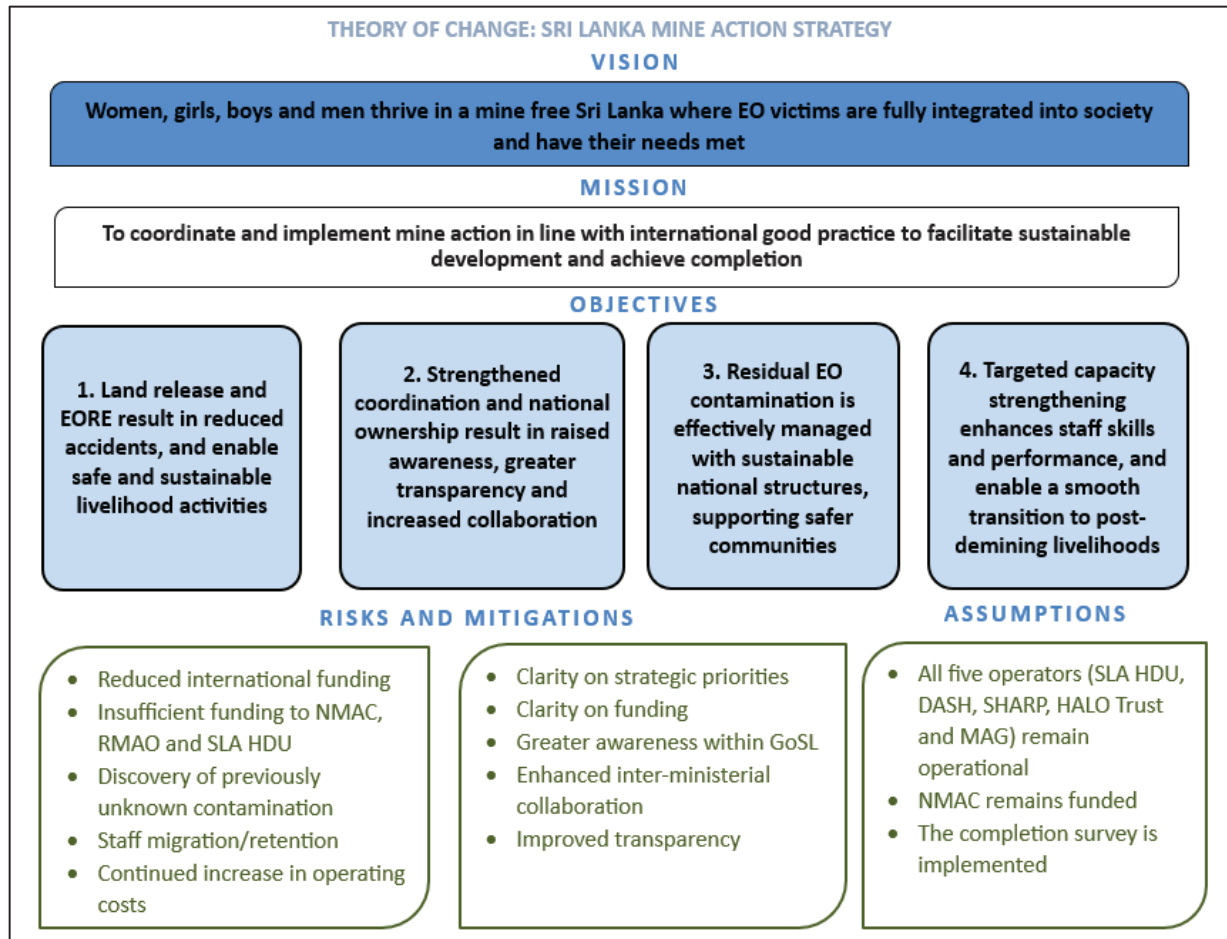 THEORY OF CHANGE: SRI LANKA MINE ACTION STRATEGY
VISION
Women, girls, boys and men thrive in a mine free Sri Lanka where EO victims are fully integrated into society
and have their needs met
MISSION
To coordinate and implement mine action in line with international good practice to facilitate sustainable
development and achieve completion
OBJECTIVES
1. Land release and
EORE result in reduced
accidents, and enable
safe and sustainable
livelihood activities
2. Strengthened
coordination and national
ownership result in raised
awareness, greater
transparency and
increased collaboration
3. Residual EO
contamination is
effectively managed
with sustainable
national structures,
supporting safer
communities
4. Targeted capacity
strengthening
enhances staff skills
and performance, and
enable a smooth
transition to post-
demining livelihoods
RISKS AND MITIGATIONS
• Reduced international funding
• Insufficient funding to NMAC,
RMAO and SLA HDU
• Discovery of previously
unknown contamination
• Staff migration/retention
• Continued increase in operating
costs
• Clarity on strategic priorities
• Clarity on funding
• Greater awareness within GoSL
• Enhanced inter-ministerial
collaboration
• Improved transparency
ASSUMPTIONS
• All five operators (SLA HDU,
DASH, SHARP, HALO Trust
and MAG) remain
operational
• NMAC remains funded
• The completion survey is
implemented